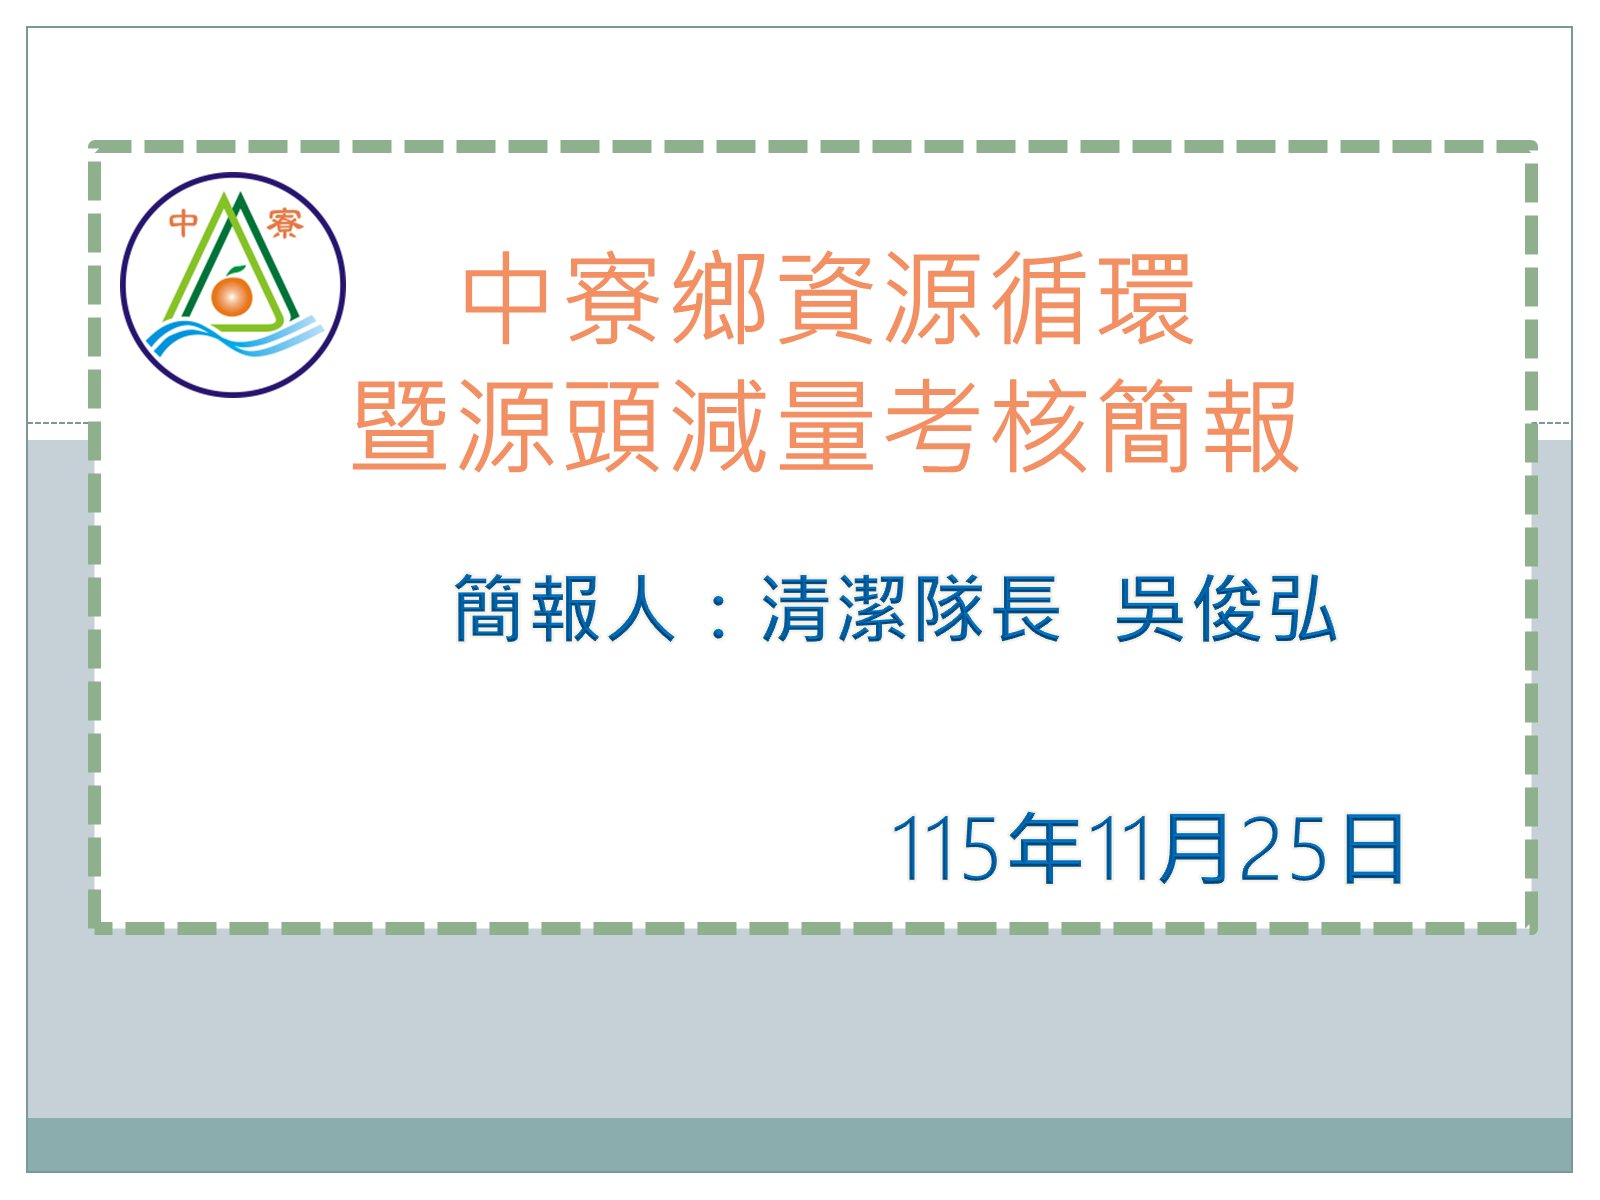 中 寮
中寮鄉資源循環
暨源頭減量考核簡報
簡報人：清潔隊長 吳俊弘
115年11月25日